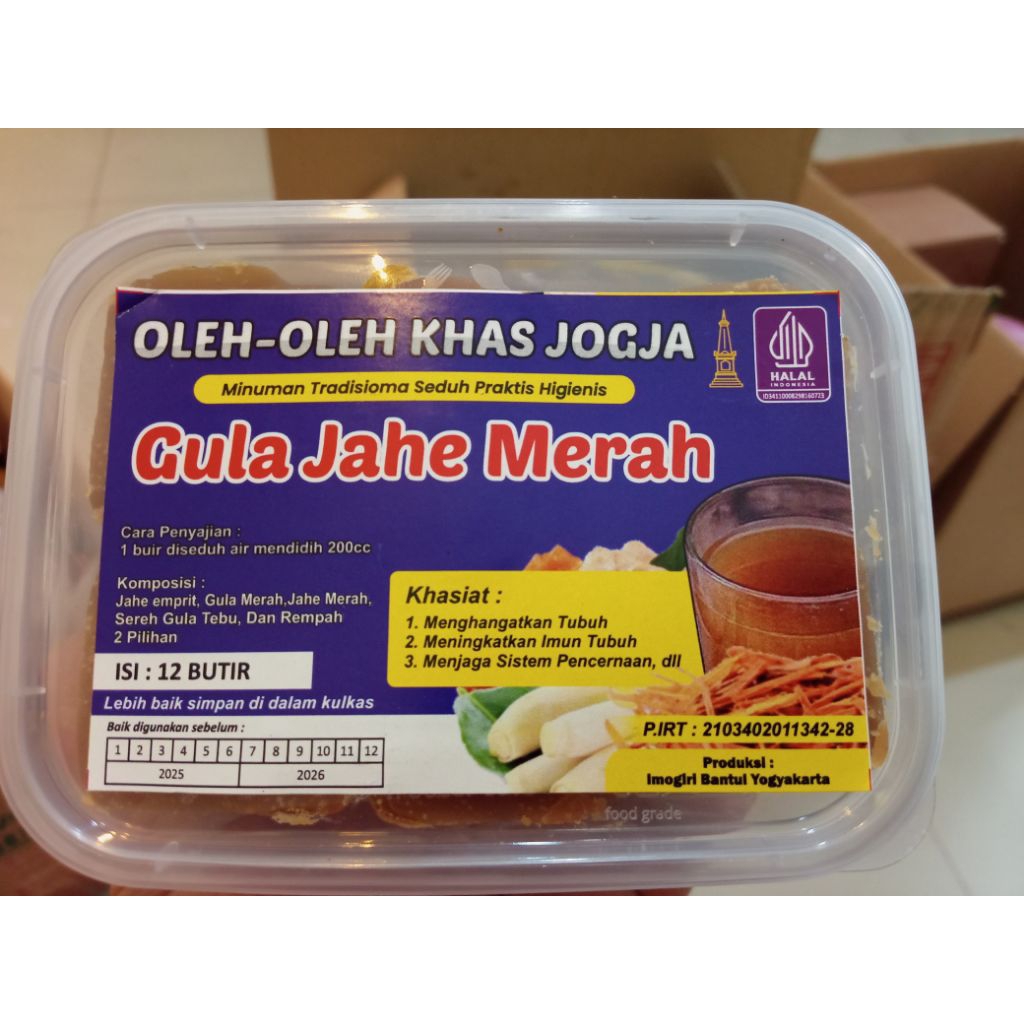 OLEH-OLEH KHAS JOGJA
Minuman Tradisioma Seduh Praktis Higienis
Gula Jahe Merah
HALAL
INDONESIA
ID34110008298160723
Cara Penyajian :
1 buir diseduh air mendidih 200cc
Komposisi :
Jahe emprit, Gula Merah,Jahe Merah,
Sereh Gula Tebu, Dan Rempah
2 Pilihan
ISI : 12 BUTIR
Lebih baik simpan di dalam kulkas
Baik digunakan sebelum :
1 2 3 4 5 6 7 8 9 10 11 12
2025 2026
Khasiat :
1. Menghangatkan Tubuh
2. Meningkatkan Imun Tubuh
3. Menjaga Sistem Pencernaan, dll
P.IRT : 2103402011342-28
Produksi :
Imogiri Bantul Yogyakarta
food grade